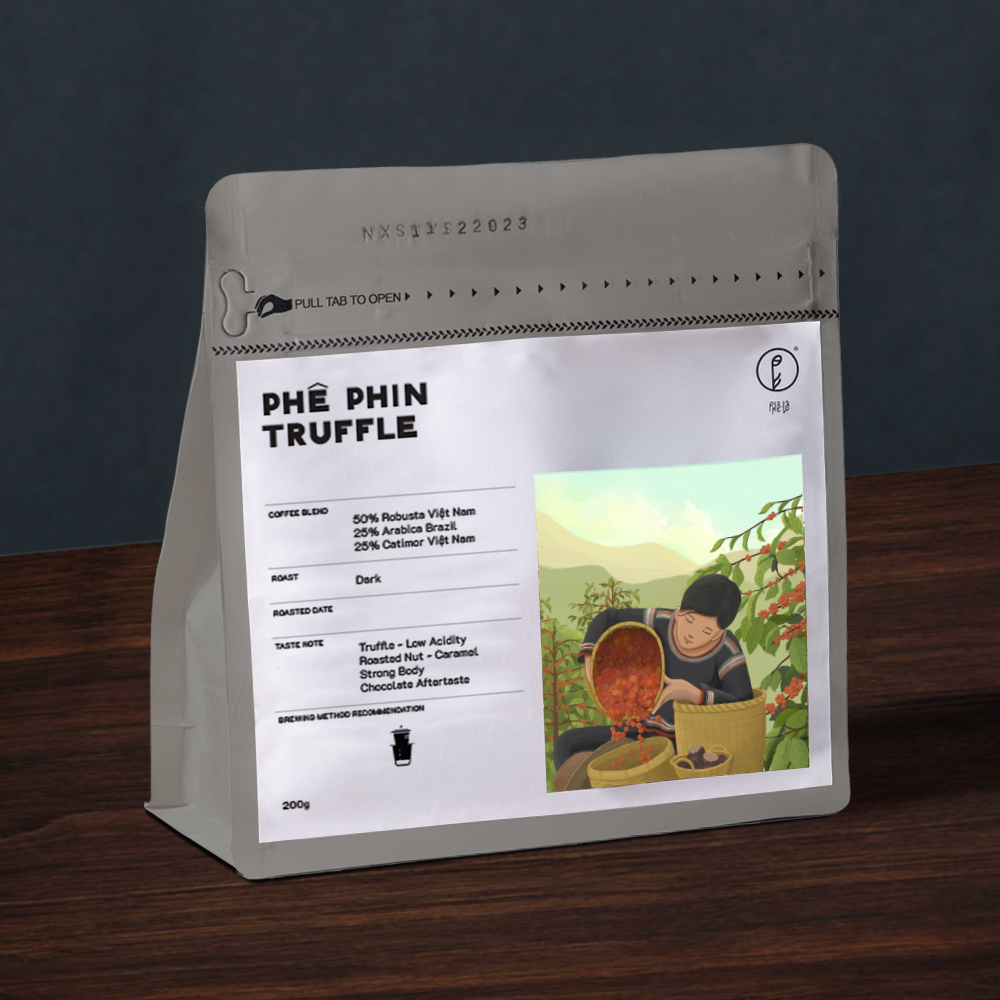 PULL TAB TO OPEN
PHÊ PHIN
TRUFFLE
COFFEE BLEND
50% Robusta Việt Nam
25% Arabica Brazil
25% Catimor Việt Nam
ROAST
Dark
ROASTED DATE
TASTE NOTE
Truffle - Low Acidity
Roasted Nut - Caramel
Strong Body
Chocolate Aftertaste
BREWING METHOD RECOMMENDATION
200g